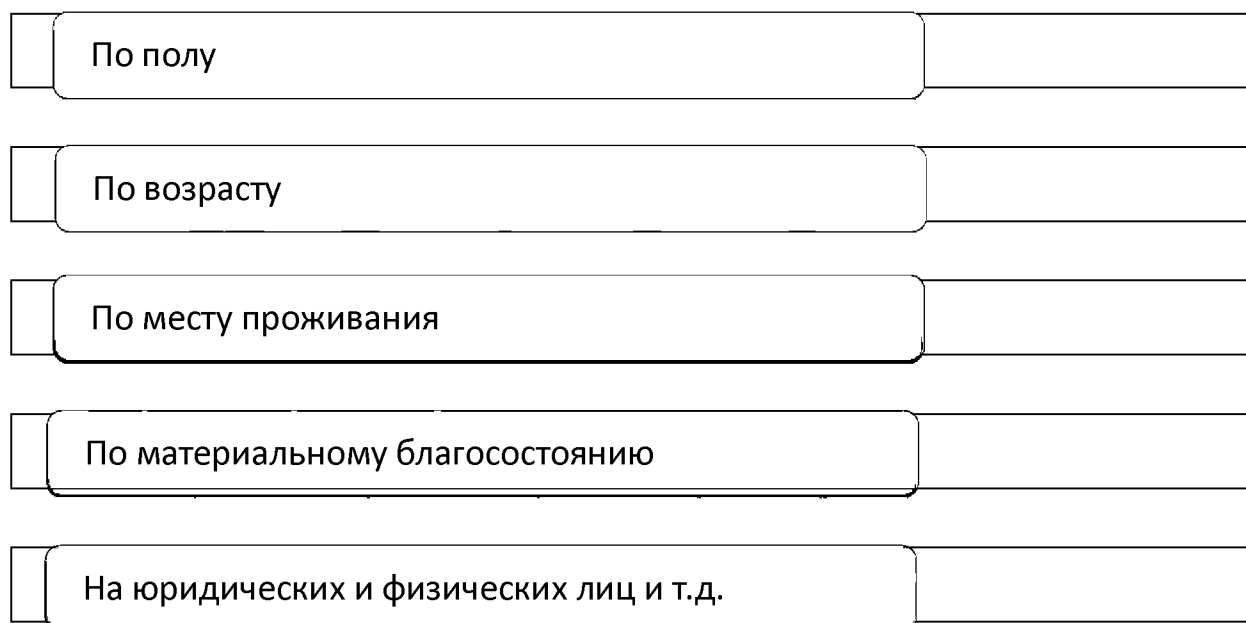 По полу
По возрасту
По месту проживания
По материальному благосостоянию
На юридических и физических лиц и т.д.